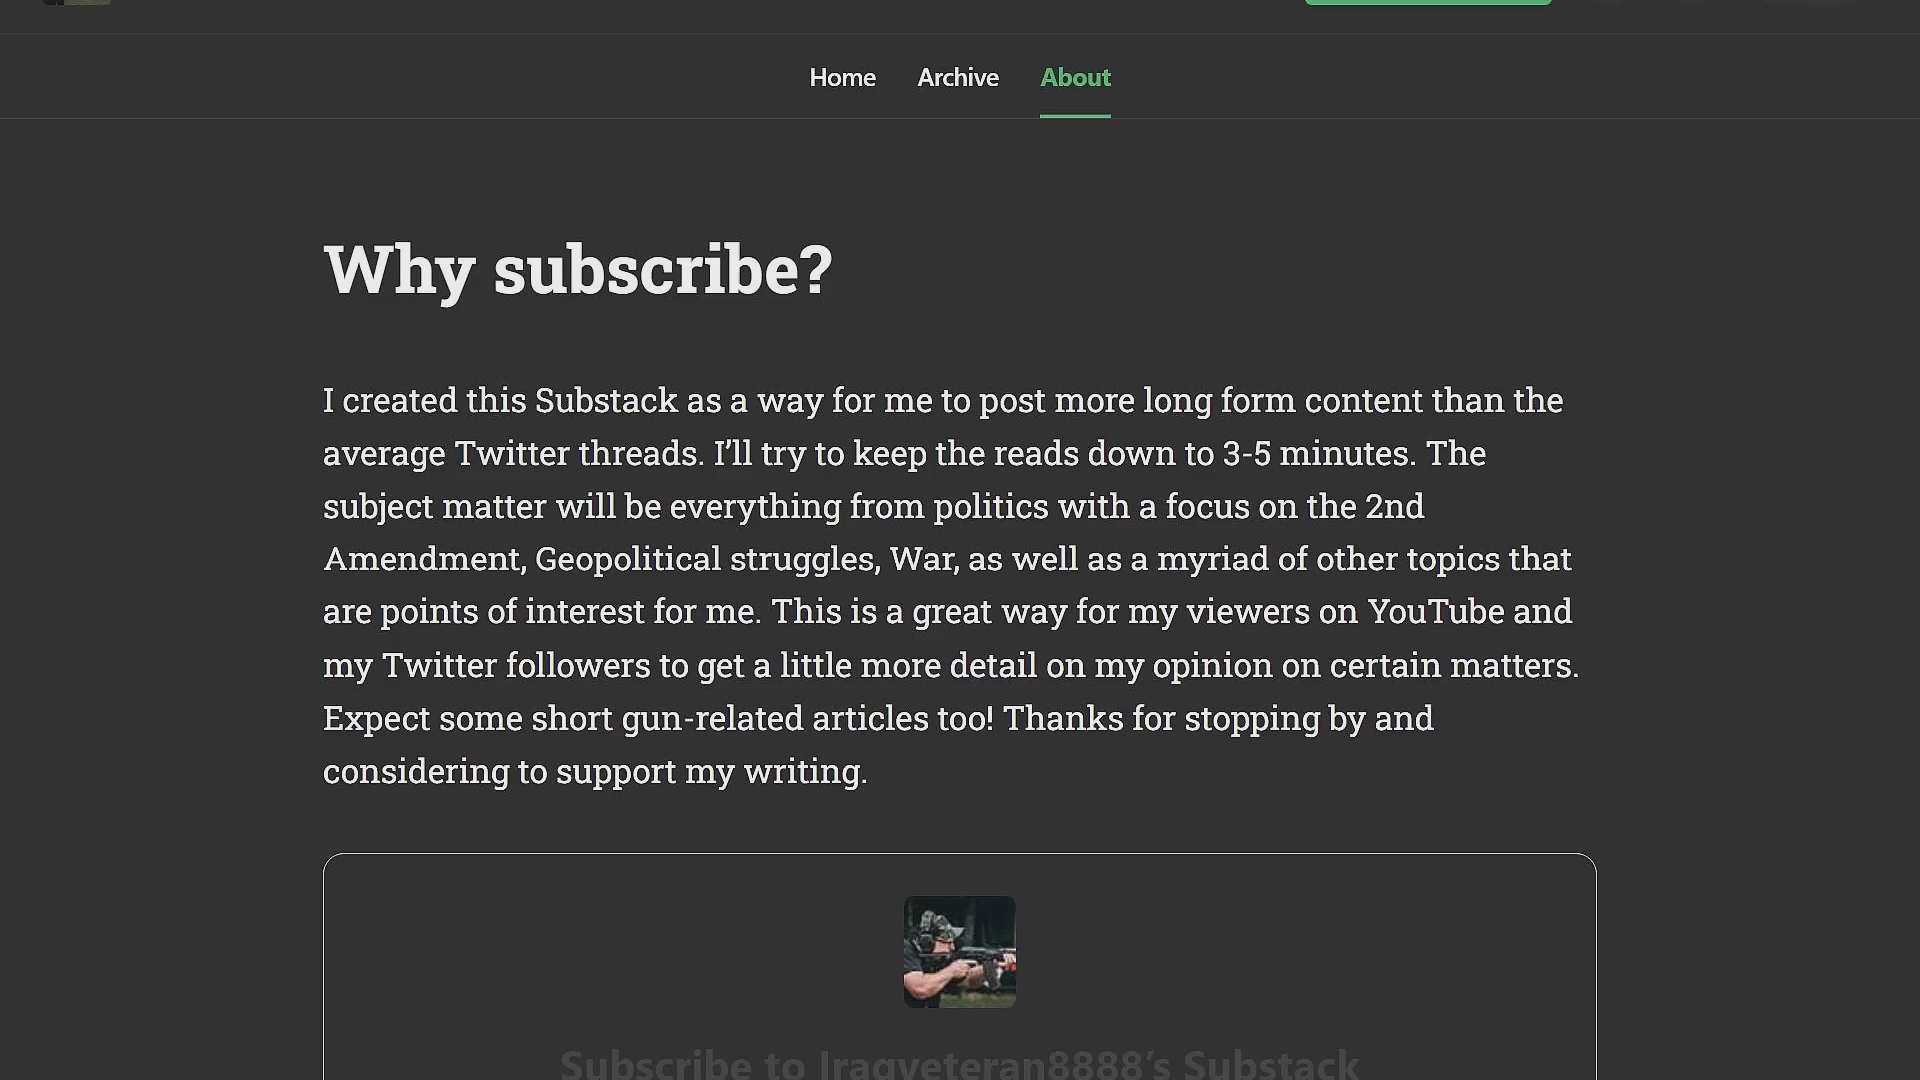 Home Archive About
Why subscribe?
I created this Substack as a way for me to post more long form content than the
average Twitter threads. I’ll try to keep the reads down to 3-5 minutes. The
subject matter will be everything from politics with a focus on the 2nd
Amendment, Geopolitical struggles, War, as well as a myriad of other topics that
are points of interest for me. This is a great way for my viewers on YouTube and
my Twitter followers to get a little more detail on my opinion on certain matters.
Expect some short gun-related articles too! Thanks for stopping by and
considering to support my writing.
Subscribe to Iraqveteran8888’s Substack